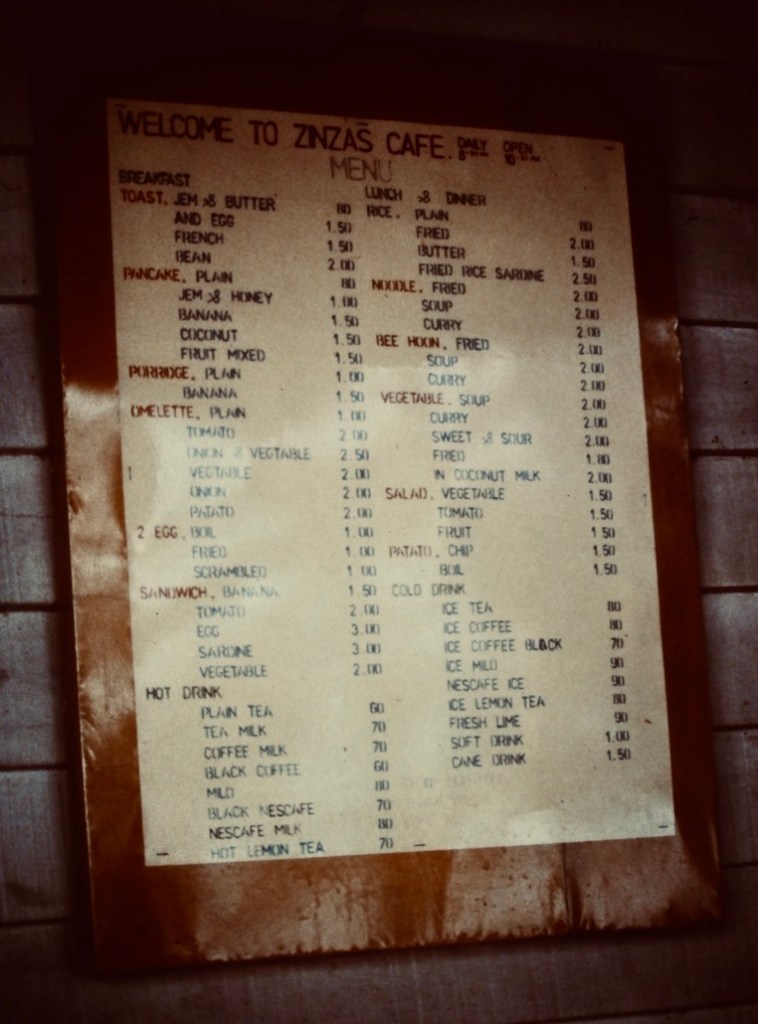 WELCOME TO ZINZAS CAFE. DAILY OPEN
8 10
MENU
BREAKFAST
TOAST. JEM & BUTTER 80
AND EGG 1.50
FRENCH 1.50
BEAN 2.00
PANCAKE. PLAIN 80
JEM & HONEY 1.00
BANANA 1.50
COCONUT 1.50
FRUIT MIXED 1.50
PORRIDGE. PLAIN 1.00
BANANA 1.50
OMELETTE. PLAIN 1.00
TOMATO 2.00
ONION & VEGTABLE 2.50
VEGTABLE 2.00
ONION 2.00
PATATO 2.00
2 EGG. BOIL 1.00
FRIED 1.00
SCRAMBLED 1.00
SANDWICH. BANANA 1.50
TOMATO 2.00
EGG 3.00
SARDINE 3.00
VEGETABLE 2.00
HOT DRINK
PLAIN TEA 60
TEA MILK 70
COFFEE MILK 70
BLACK COFFEE 60
MILO 80
BLACK NESCAFE 70
NESCAFE MILK 80
HOT LEMON TEA 70
LUNCH & DINNER
RICE. PLAIN 80
FRIED 2.00
BUTTER 1.50
FRIED RICE SARDINE 2.50
NOODLE. FRIED 2.00
SOUP 2.00
CURRY 2.00
BEE HOON. FRIED 2.00
SOUP 2.00
CURRY 2.00
VEGETABLE. SOUP 2.00
CURRY 2.00
SWEET & SOUR 2.00
FRIED 1.80
IN COCONUT MILK 2.00
SALAD. VEGETABLE 1.50
TOMATO 1.50
FRUIT 1.50
PATATO. CHIP 1.50
BOIL 1.50
COLD DRINK
ICE TEA 80
ICE COFFEE 80
ICE COFFEE BLACK 70
ICE MILO 90
NESCAFE ICE 90
ICE LEMON TEA 80
FRESH LIME 90
SOFT DRINK 1.00
CANE DRINK 1.50